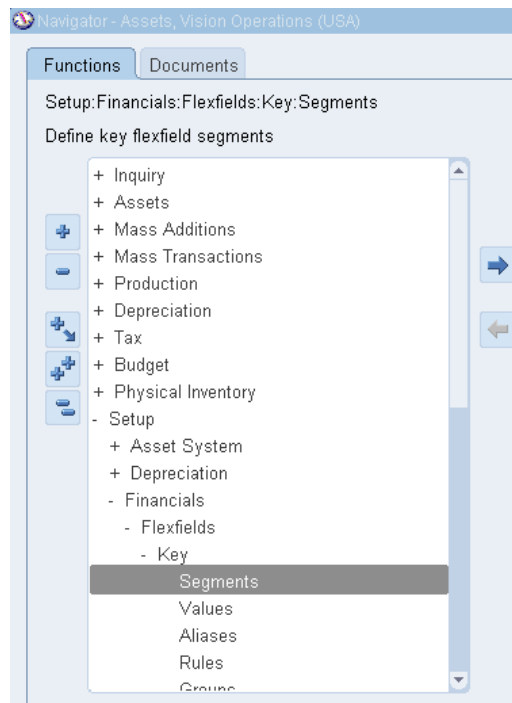 Navigator - Assets, Vision Operations (USA)
Functions Documents
Setup:Financials:Flexfields:Key:Segments
Define key flexfield segments
+ Inquiry
+ Assets
+ Mass Additions
+ Mass Transactions
+ Production
+ Depreciation
+ Tax
+ Budget
+ Physical Inventory
- Setup
+ Asset System
+ Depreciation
- Financials
- Flexfields
- Key
Segments
Values
Aliases
Rules
Groups